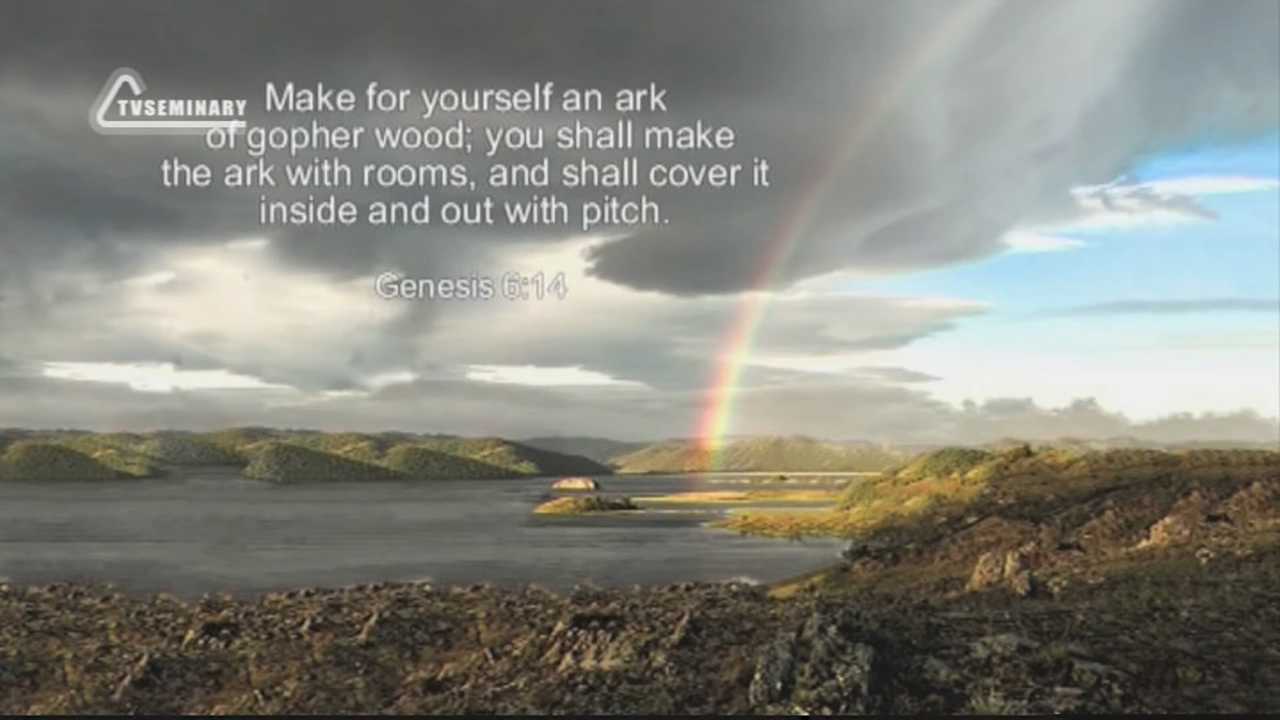 TVSEMINARY
Make for yourself an ark
of gopher wood; you shall make
the ark with rooms, and shall cover it
inside and out with pitch.
Genesis 6:14